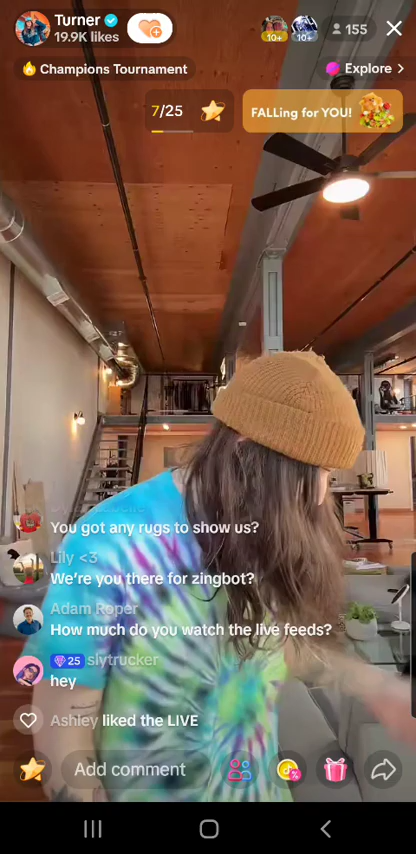 Turner
19.9K likes
10+
10+
155
Champions Tournament
Explore >
7/25
FALLing for YOU!
You got any rugs to show us?
Lily <3
We're you there for zingbot?
Adam Roper
How much do you watch the live feeds?
25 slytrucker
hey
Ashley liked the LIVE
Add comment